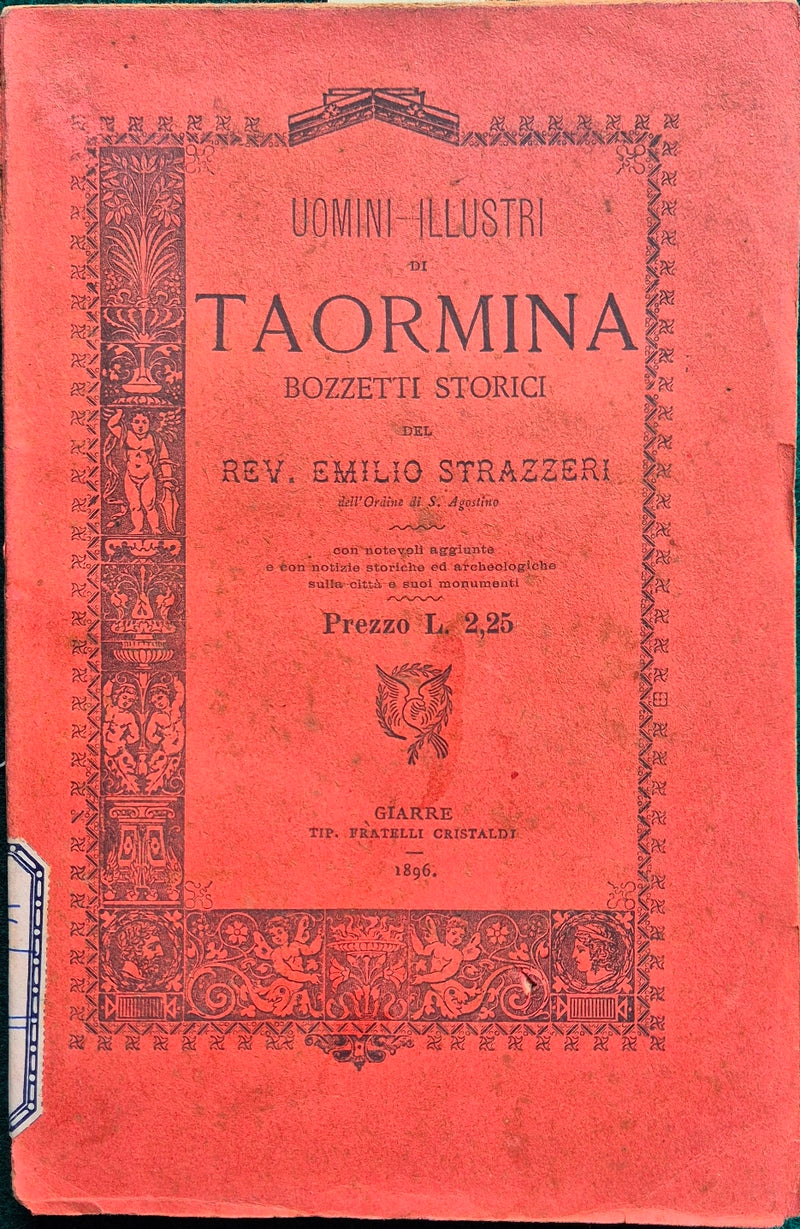 UOMINI ILLUSTRI
DI
TAORMINA
BOZZETTI STORICI
DEL
REV. EMILIO STRAZZERI
dell'Ordine di S. Agostino
con notevoli aggiunte
e con notizie storiche ed archeologiche
sulla città e suoi monumenti
Prezzo L. 2,25
GIARRE
TIP. FRATELLI CRISTALDI
1896.